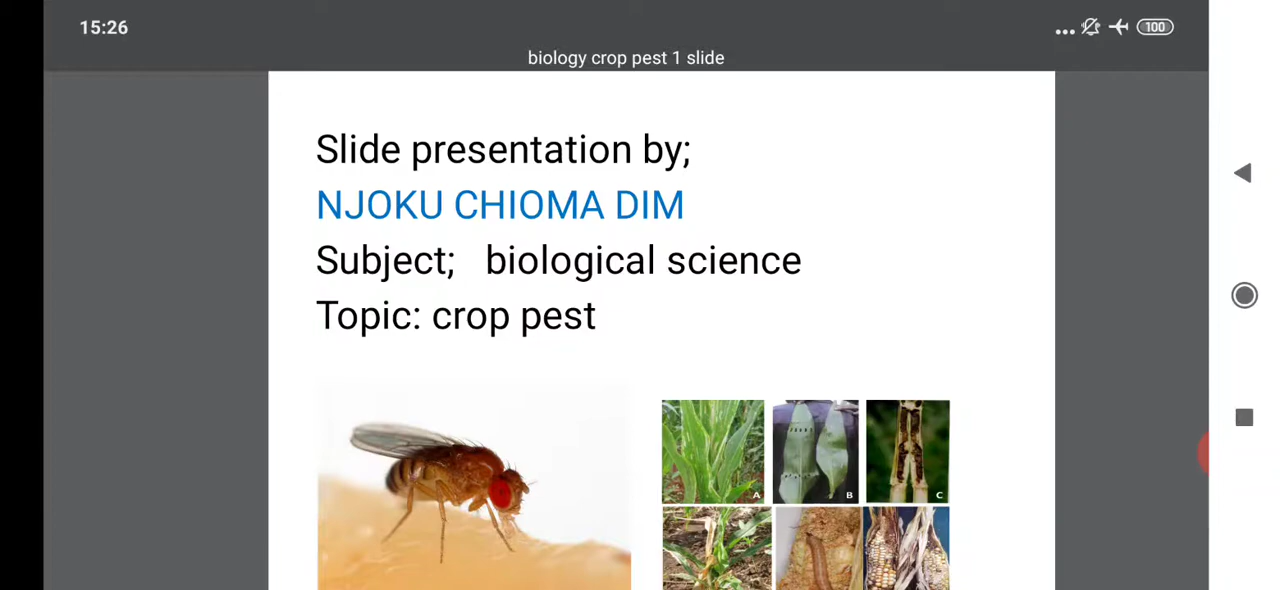 15:26
100
biology crop pest 1 slide
Slide presentation by;
NJOKU CHIOMA DIM
Subject; biological science
Topic: crop pest
A
B
C